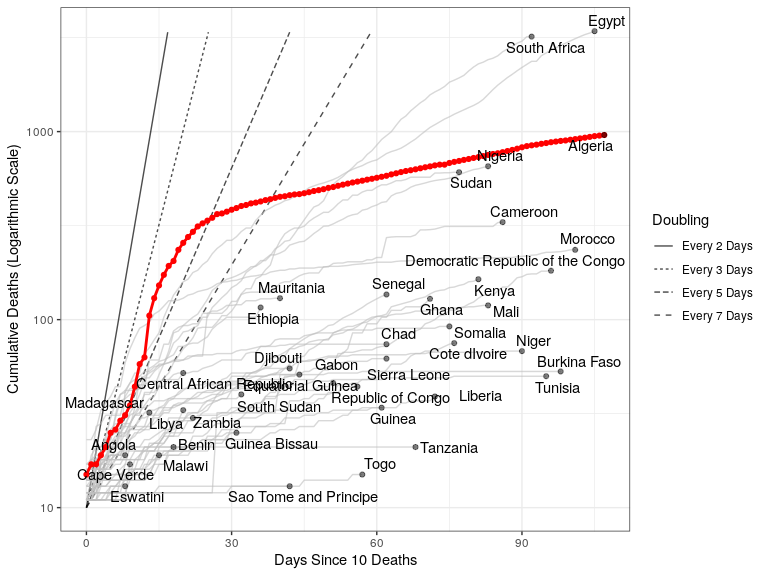 Egypt
South Africa
1000
Algeria
Nigeria
Sudan
Cameroon
Doubling
Every 2 Days
Every 3 Days
Every 5 Days
Every 7 Days
Morocco
Democratic Republic of the Congo
Mauritania
Senegal
Kenya
Ethiopia
Ghana
Mali
100
Chad
Somalia
Niger
Djibouti
Gabon
Cote dIvoire
Burkina Faso
Central African Republic
Equatorial Guinea
Sierra Leone
Tunisia
Madagascar
South Sudan
Republic of Congo
Liberia
Libya
Zambia
Guinea
Angola
Benin
Guinea Bissau
Tanzania
Cape Verde
Malawi
Togo
Eswatini
Sao Tome and Principe
10
0
30
60
90
Days Since 10 Deaths
Cumulative Deaths (Logarithmic Scale)